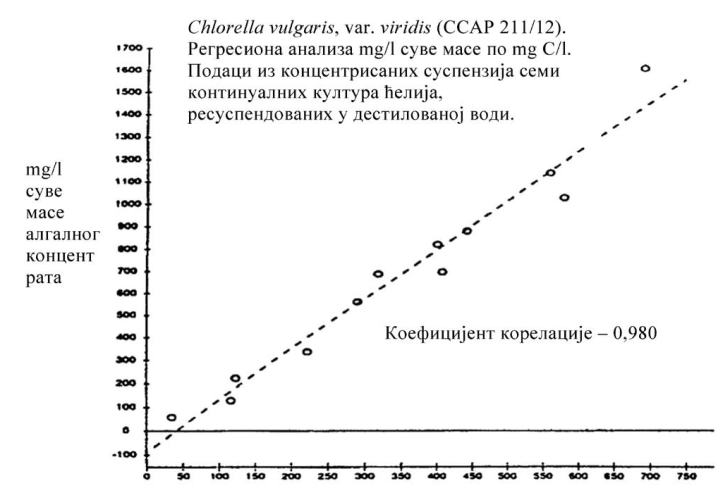 Chlorella vulgaris, var. viridis (CCAP 211/12).
Регресиона анализа mg/l суве масе по mg C/l.
Подаци из концентрисаних суспензија семи
континуалних култура ћелија,
ресуспендованих у дестилованој води.
mg/l
суве
масе
алгалног
концент
рата
1700
1600
1500
1400
1300
1200
1100
1000
900
800
700
600
500
400
300
200
100
0
-100
Коефицијент корелације – 0,980
0 50 100 150 200 250 300 350 400 450 500 550 600 650 700 750